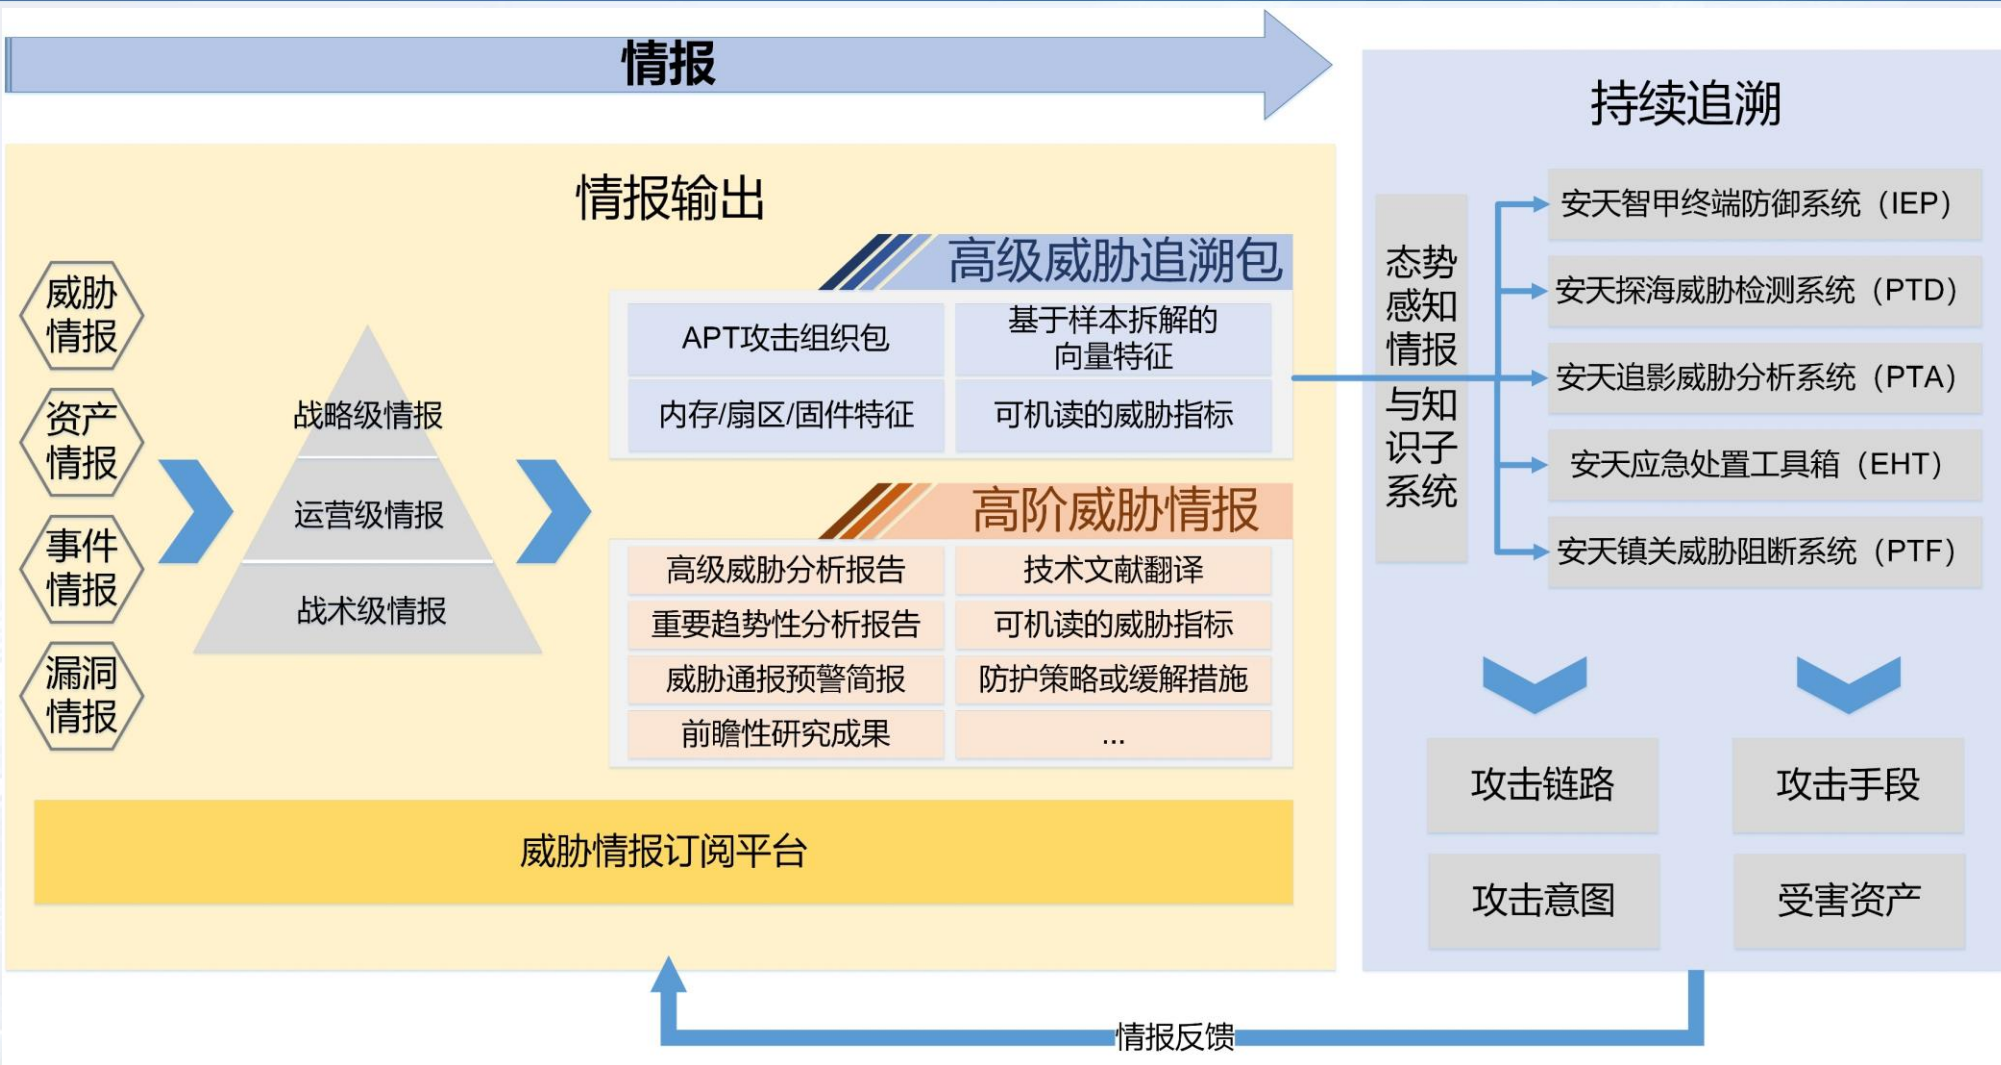 情报
情报输出
威胁
情报
资产
情报
事件
情报
漏洞
情报
战略级情报
运营级情报
战术级情报
高级威胁追溯包
APT攻击组织包
基于样本拆解的
向量特征
内存/扇区/固件特征
可机读的威胁指标
高阶威胁情报
高级威胁分析报告
技术文献翻译
重要趋势性分析报告
可机读的威胁指标
威胁通报预警简报
防护策略或缓解措施
前瞻性研究成果
...
威胁情报订阅平台
持续追溯
态势
感知
情报
与知
识子
系统
安天智甲终端防御系统（IEP）
安天探海威胁检测系统（PTD）
安天追影威胁分析系统（PTA）
安天应急处置工具箱（EHT）
安天镇关威胁阻断系统（PTF）
攻击链路
攻击手段
攻击意图
受害资产
情报反馈